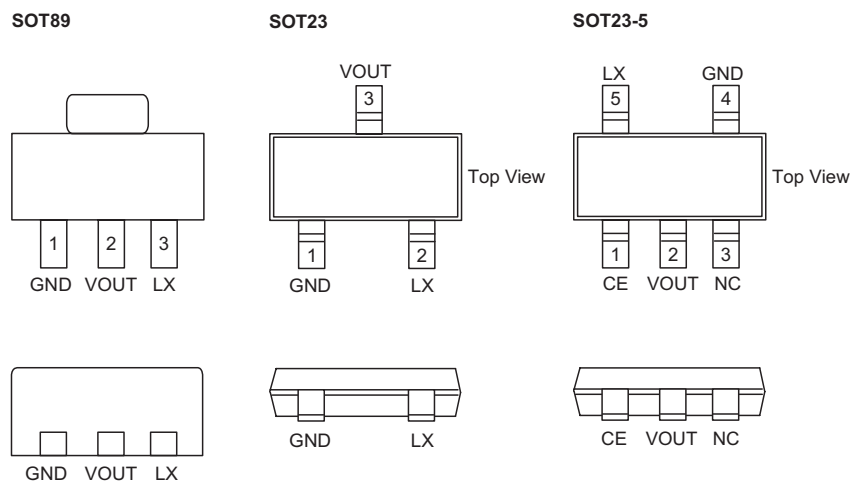 SOT89 SOT23 SOT23-5
VOUT LX GND
3 5 4
Top View Top View
1 2 3 1 2 1 2 3
GND VOUT LX GND LX CE VOUT NC
GND LX CE VOUT NC
GND VOUT LX